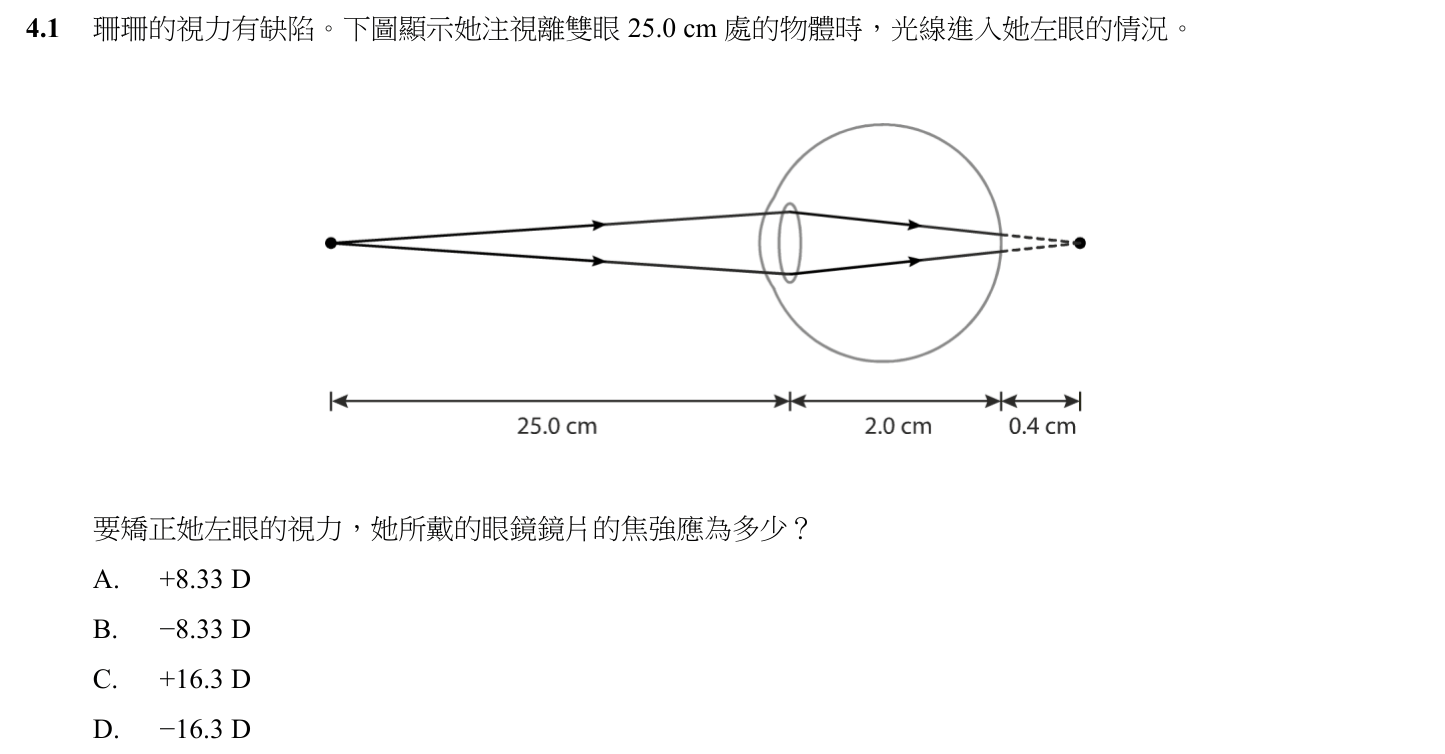 4.1 珊珊的視力有缺陷。下圖顯示她注視離雙眼 25.0 cm 處的物體時，光線進入她左眼的情況。
25.0 cm 2.0 cm 0.4 cm
要矯正她左眼的視力，她所戴的眼鏡鏡片的焦強應為多少？
A. +8.33 D
B. −8.33 D
C. +16.3 D
D. −16.3 D